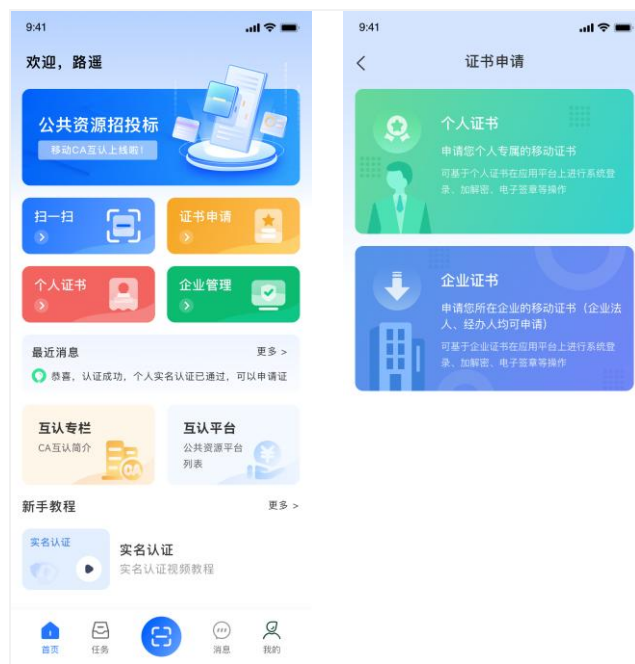 9:41
欢迎，路遥
公共资源招投标
移动CA互认上线啦！
扫一扫
证书申请
个人证书
企业管理
最近消息
更多 >
恭喜，认证成功，个人实名认证已通过，可以申请证
互认专栏
CA互认简介
CA
互认平台
公共资源平台
列表
新手教程
更多 >
实名认证
实名认证
实名认证视频教程
首页
任务
消息
我的
9:41
证书申请
个人证书
申请您个人专属的移动证书
可基于个人证书在应用平台上进行系统登
录、加解密、电子签章等操作
企业证书
申请您所在企业的移动证书（企业法
人、经办人均可申请）
可基于企业证书在应用平台上进行系统登
录、加解密、电子签章等操作